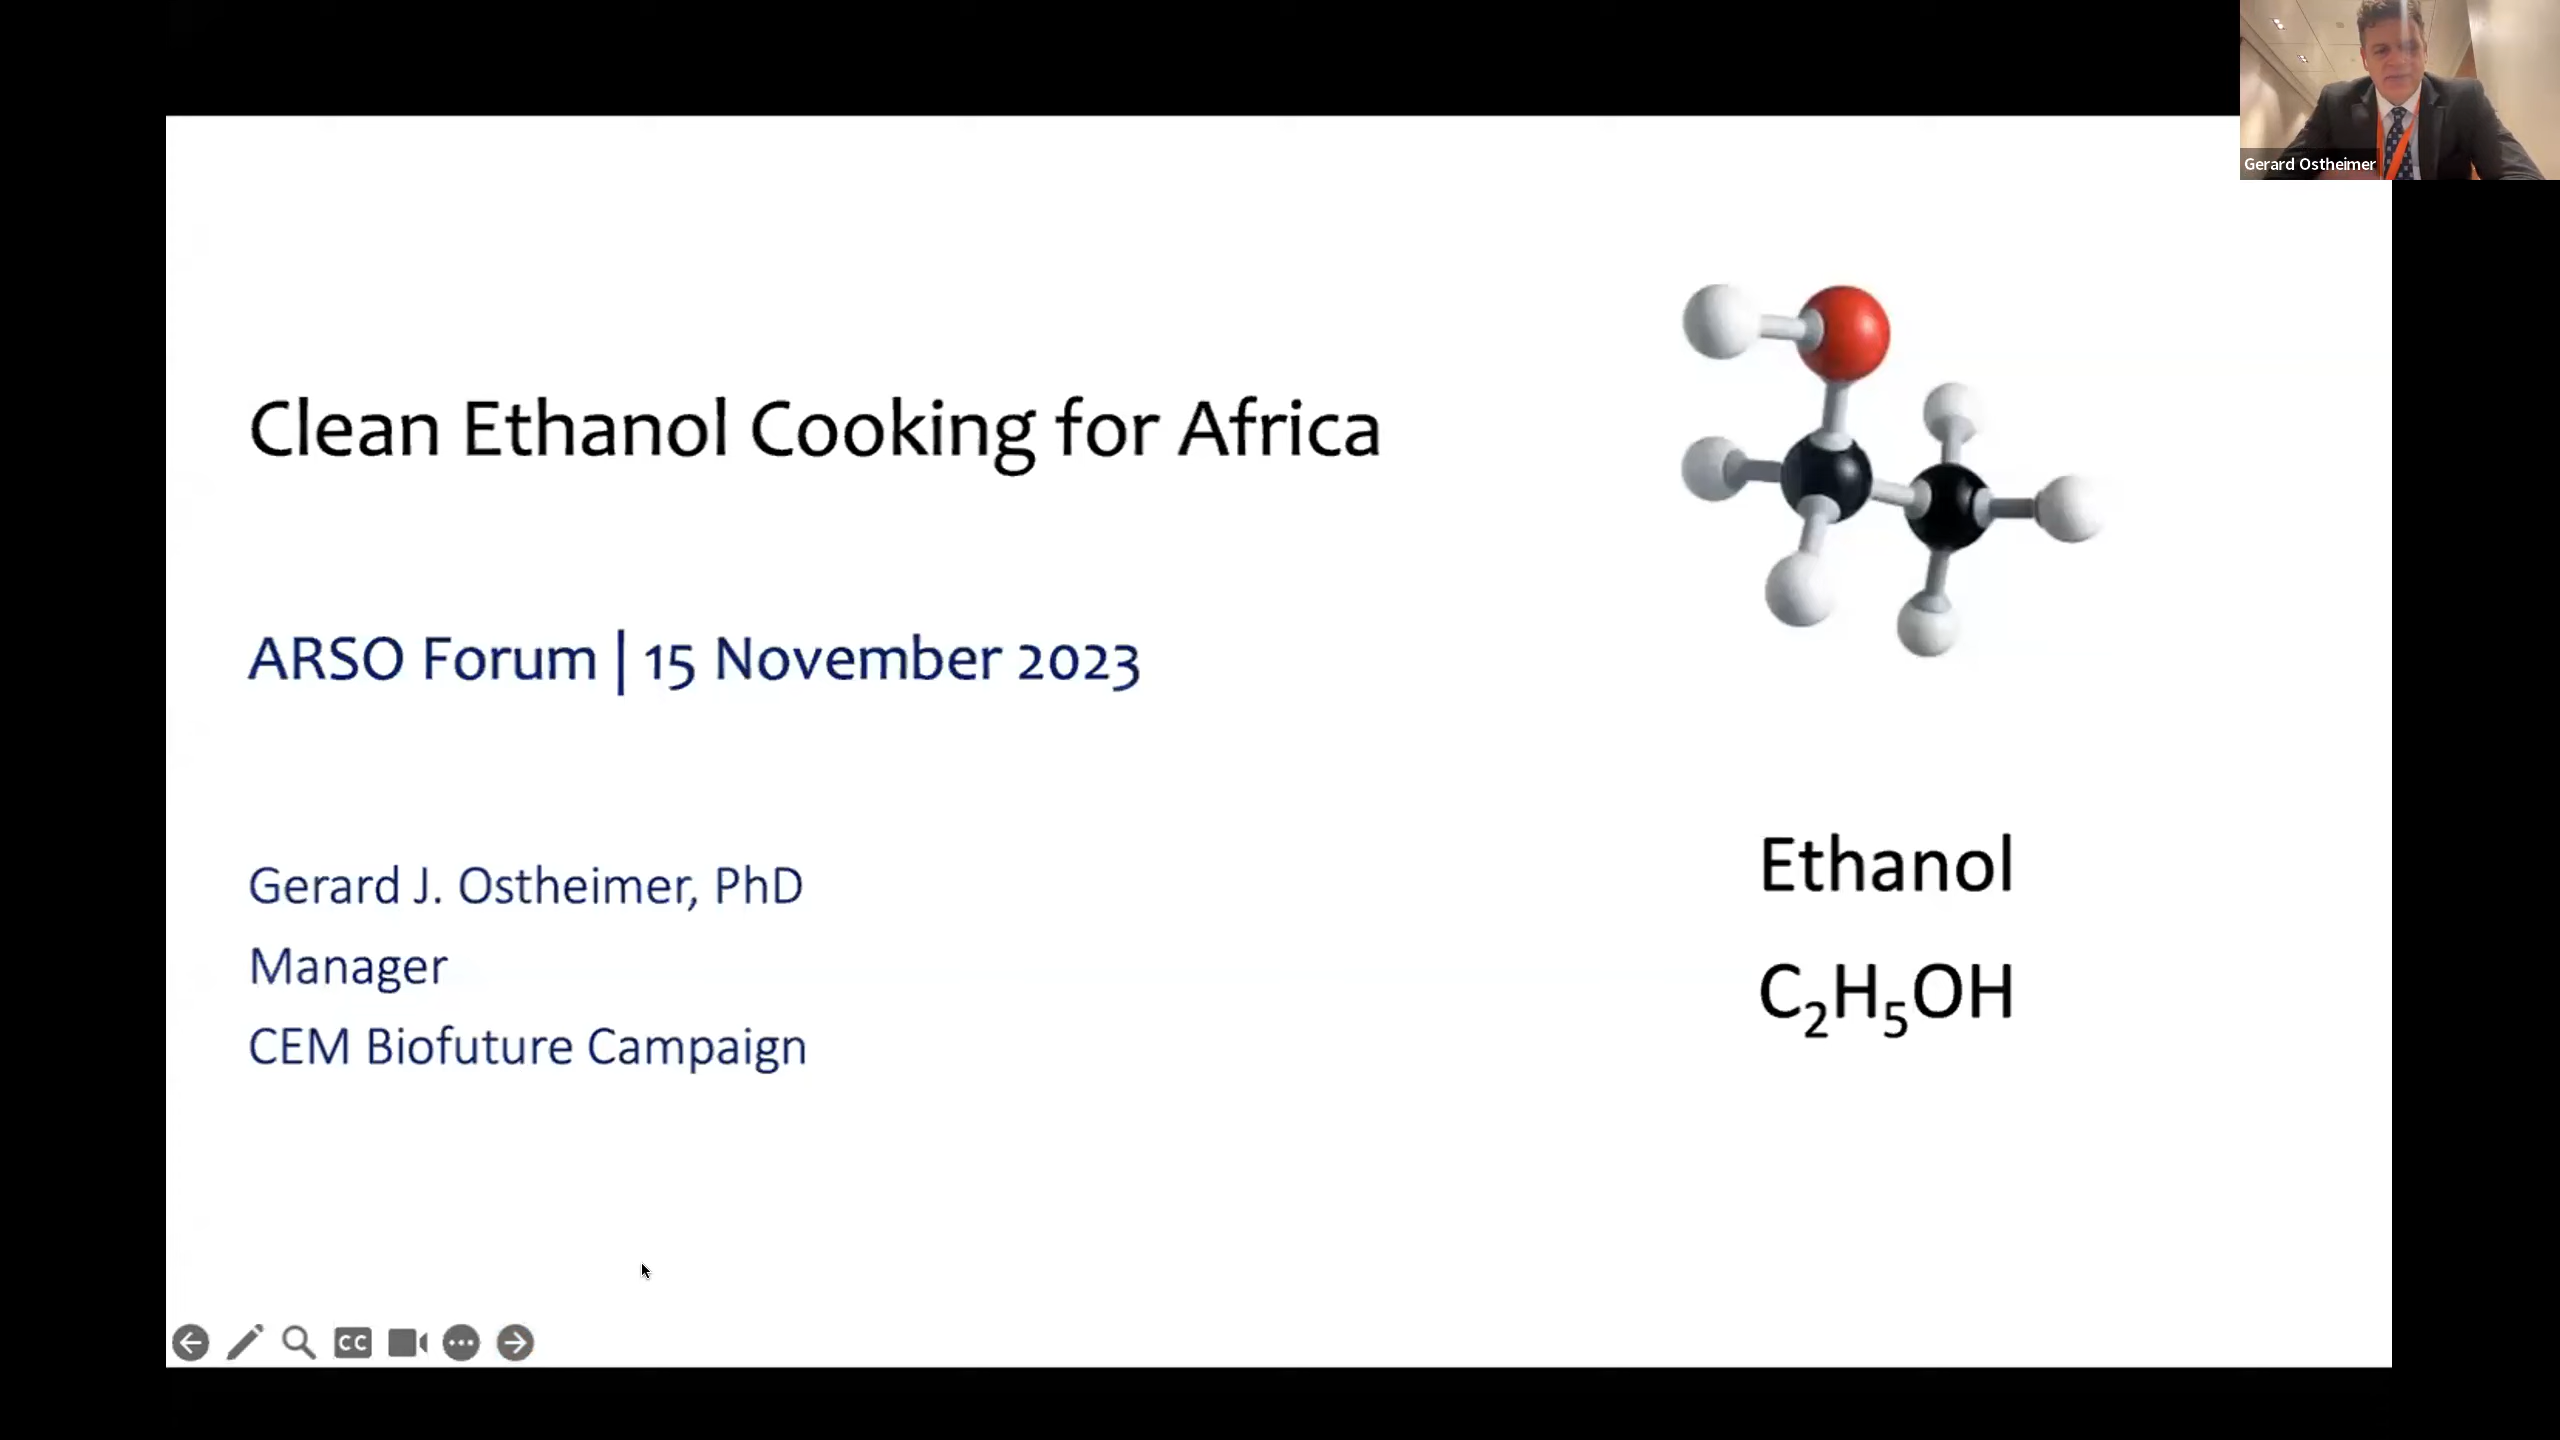 Gerard Ostheimer
Clean Ethanol Cooking for Africa
ARSO Forum | 15 November 2023
Gerard J. Ostheimer, PhD
Manager
CEM Biofuture Campaign
Ethanol
C₂H₅OH
CC